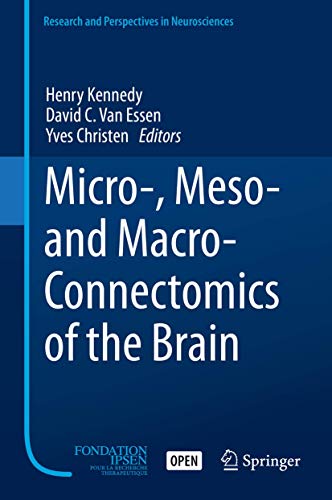 Research and Perspectives in Neurosciences
Henry Kennedy
David C. Van Essen
Yves Christen Editors
Micro-, Meso-
and Macro-
Connectomics
of the Brain
FONDATION
IPSEN
POUR LA RECHERCHE
THÉRAPEUTIQUE
OPEN
Springer